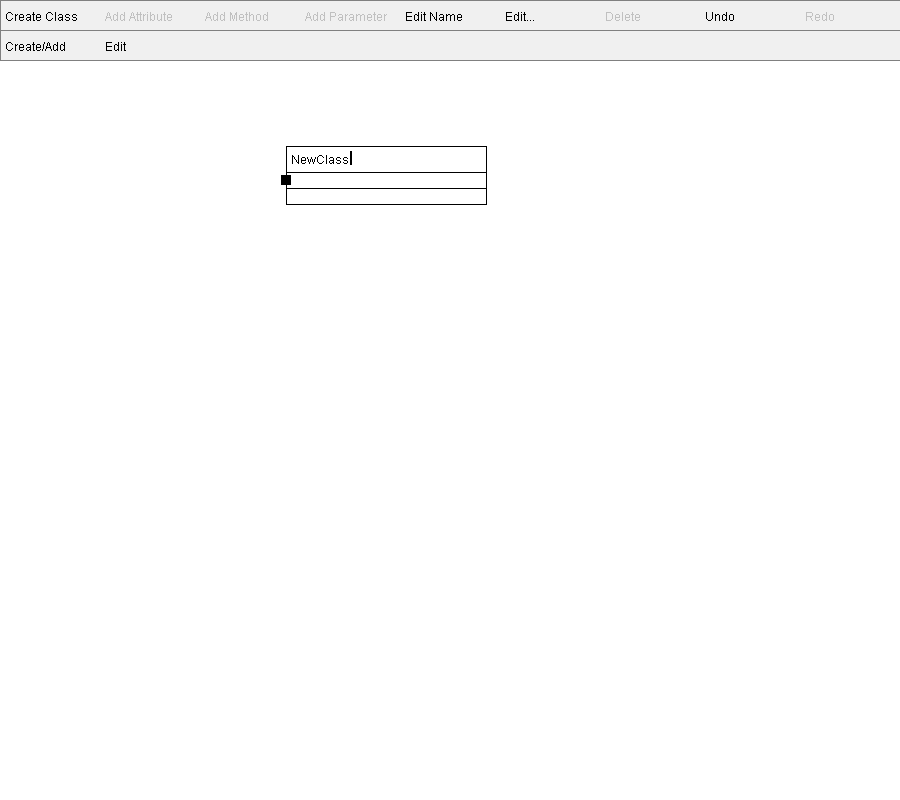 Create Class Add Attribute Add Method Add Parameter Edit Name Edit... Delete Undo Redo
Create/Add Edit
NewClass